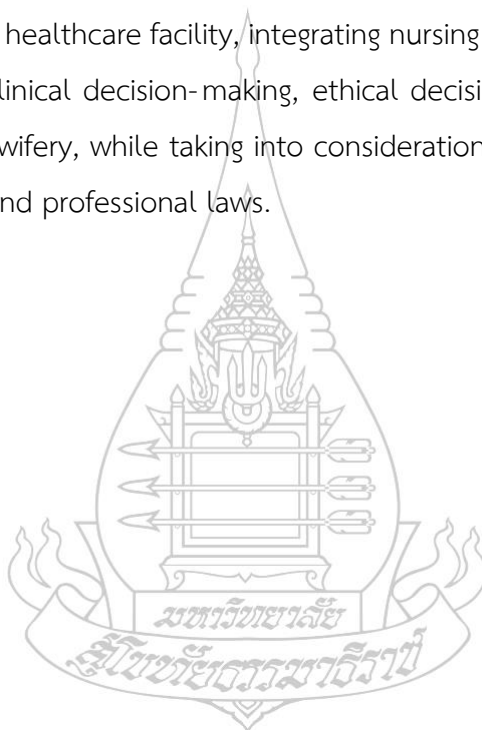 healthcare facility, integrating nursing
linical decision-making, ethical decisi
wifery, while taking into consideration
nd professional laws.
มหาวิทยาลัย
สุโขทัยธรรมาธิราช